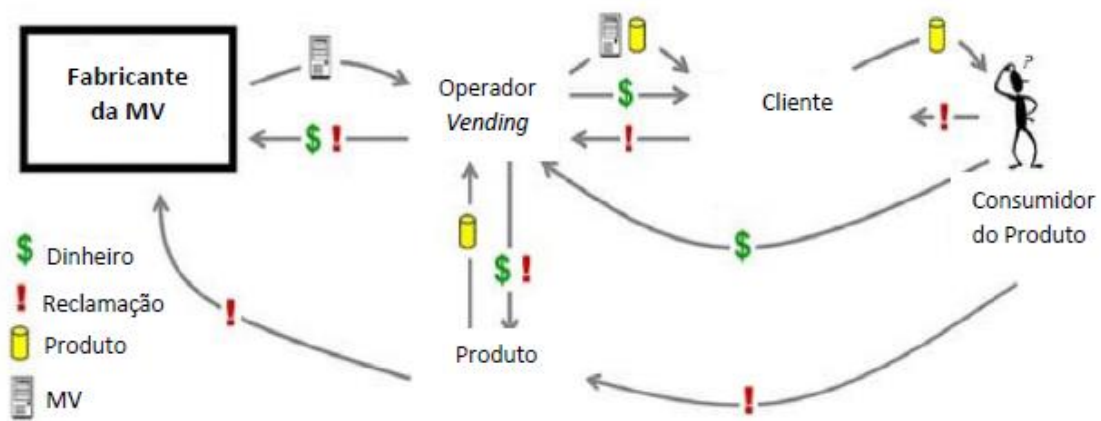 Fabricante
da MV
Operador
Vending
Cliente
?
Consumidor
do Produto
$ Dinheiro
! Reclamação
Produto
MV
Produto
$ !
$
!
$ !
!
$
!
!